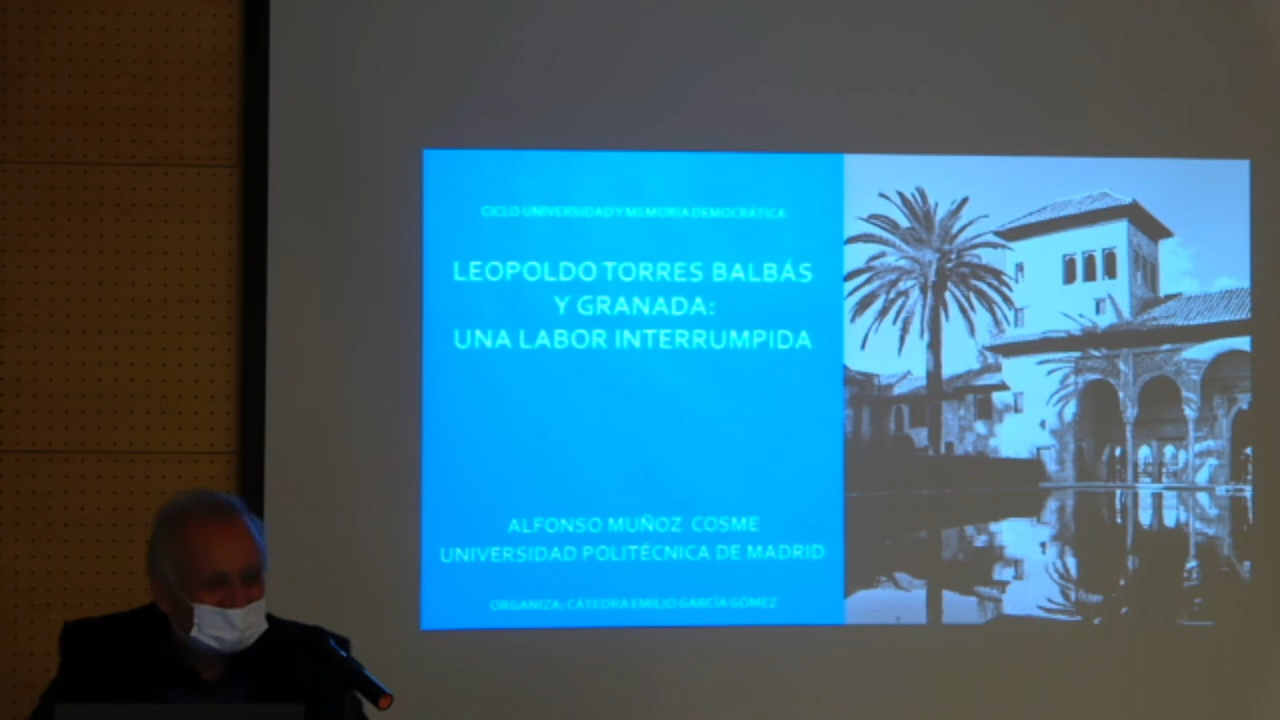 CICLO UNIVERSIDAD Y MEMORIA DEMOCRÁTICA
LEOPOLDO TORRES BALBÁS
Y GRANADA:
UNA LABOR INTERRUMPIDA
ALFONSO MUÑOZ COSME
UNIVERSIDAD POLITÉCNICA DE MADRID
ORGANIZA: CÁTEDRA EMILIO GARCÍA GÓMEZ